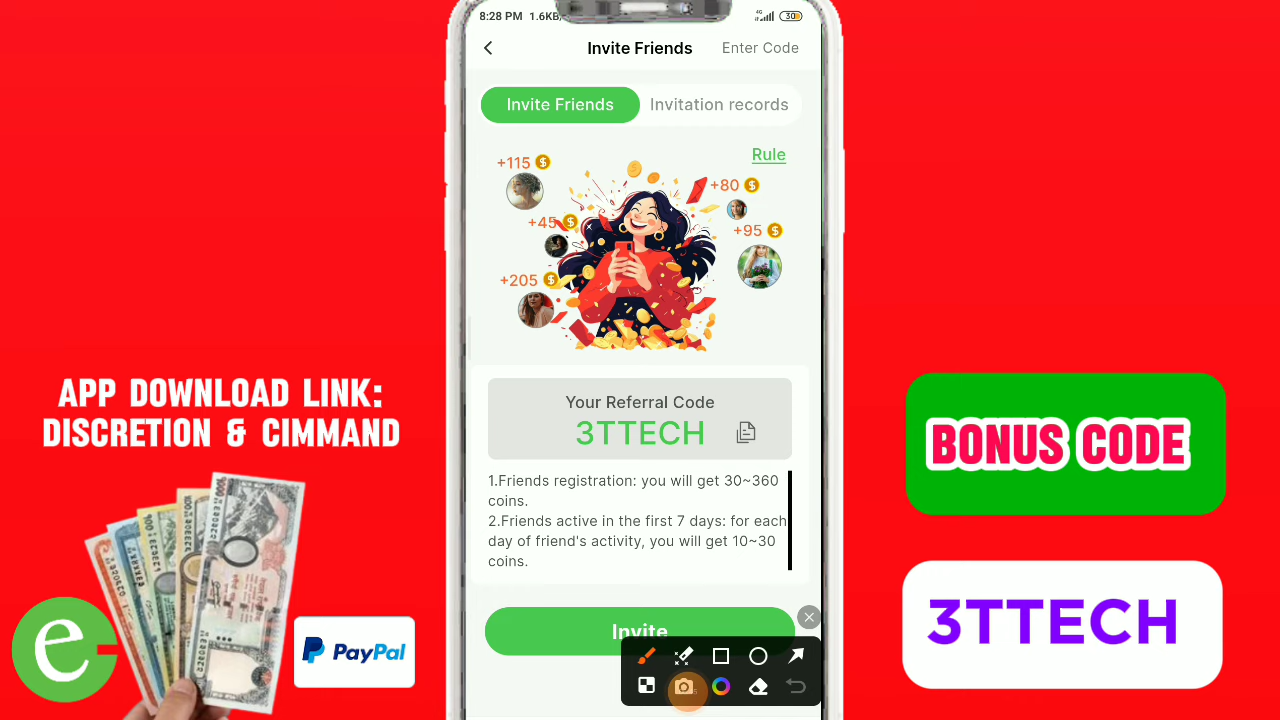 8:28 PM 1.6KB/
4G
30
Invite Friends
Enter Code
Invite Friends
Invitation records
Rule
+115
+80
+45
+95
+205
Your Referral Code
3TTECH
1.Friends registration: you will get 30~360
coins.
2.Friends active in the first 7 days: for each
day of friend's activity, you will get 10~30
coins.
Invite
APP DOWNLOAD LINK:
DISCRETION & CIMMAND
e
PayPal
BONUS CODE
3TTECH